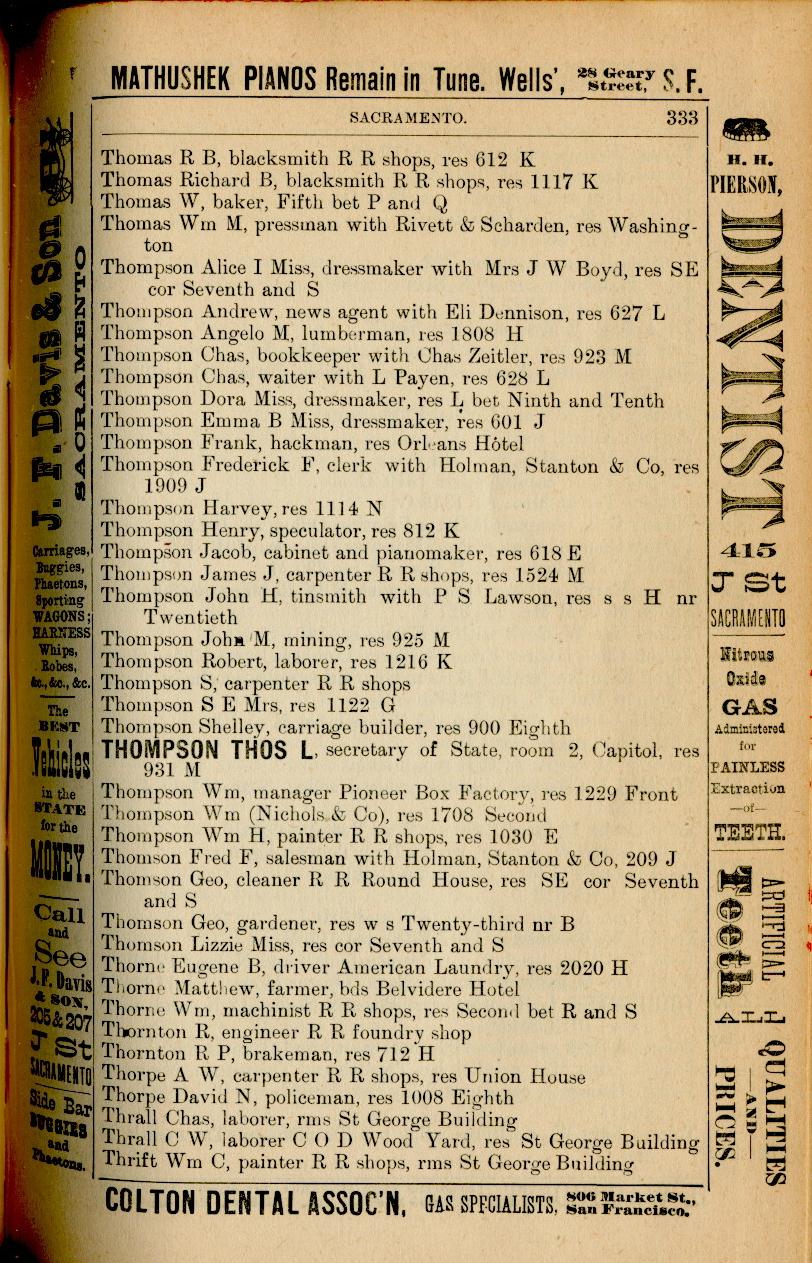 MATHUSHEK PIANOS Remain in Tune. Wells', 28 Geary Street, S. F.
SACRAMENTO. 333
Thomas R B, blacksmith R R shops, res 612 K
Thomas Richard B, blacksmith R R shops, res 1117 K
Thomas W, baker, Fifth bet P and Q
Thomas Wm M, pressman with Rivett & Scharden, res Washing-
ton
Thompson Alice I Miss, dressmaker with Mrs J W Boyd, res SE
cor Seventh and S
Thompson Andrew, news agent with Eli Dennison, res 627 L
Thompson Angelo M, lumberman, res 1808 H
Thompson Chas, bookkeeper with Chas Zeitler, res 923 M
Thompson Chas, waiter with L Payen, res 628 L
Thompson Dora Miss, dressmaker, res L bet Ninth and Tenth
Thompson Emma B Miss, dressmaker, res 601 J
Thompson Frank, hackman, res Orleans Hotel
Thompson Frederick F, clerk with Holman, Stanton & Co, res
1909 J
Thompson Harvey, res 1114 N
Thompson Henry, speculator, res 812 K
Thompson Jacob, cabinet and pianomaker, res 618 E
Thompson James J, carpenter R R shops, res 1524 M
Thompson John H, tinsmith with P S Lawson, res s s H nr
Twentieth
Thompson John M, mining, res 925 M
Thompson Robert, laborer, res 1216 K
Thompson S, carpenter R R shops
Thompson S E Mrs, res 1122 G
Thompson Shelley, carriage builder, res 900 Eighth
THOMPSON THOS L, secretary of State, room 2, Capitol, res
931 M
Thompson Wm, manager Pioneer Box Factory, res 1229 Front
Thompson Wm (Nichols & Co), res 1708 Second
Thompson Wm H, painter R R shops, res 1030 E
Thomson Fred F, salesman with Holman, Stanton & Co, 209 J
Thomson Geo, cleaner R R Round House, res SE cor Seventh
and S
Thomson Geo, gardener, res w s Twenty-third nr B
Thomson Lizzie Miss, res cor Seventh and S
Thorne Eugene B, driver American Laundry, res 2020 H
Thorne Matthew, farmer, bds Belvidere Hotel
Thorne Wm, machinist R R shops, res Second bet R and S
Thornton R, engineer R R foundry shop
Thornton R P, brakeman, res 712 H
Thorpe A W, carpenter R R shops, res Union House
Thorpe David N, policeman, res 1008 Eighth
Thrall Chas, laborer, rms St George Building
Thrall C W, laborer C O D Wood Yard, res St George Building
Thrift Wm C, painter R R shops, rms St George Building
COLTON DENTAL ASSOC'N, GAS SPECIALISTS, 806 Market St., San Francisco.
J. F. Davis & Son
SACRAMENTO
Carriages,
Buggies,
Phaetons,
Sporting
WAGONS;
HARNESS
Whips,
Robes,
&c., &c., &c.
The
BEST
Vehicles
in the
STATE
for the
MONEY.
Call
and
See
J. F. Davis
& SON,
205 & 207
J St
SACRAMENTO
Side Bar
BUGGIES
and
Phaetons.
H. H.
PIERSON,
DENTIST
415
J St
SACRAMENTO
Nitrous
Oxide
GAS
Administered
for
PAINLESS
Extraction
—of—
TEETH.
ARTIFICIAL
Teeth
ALL QUALITIES
—AND—
PRICES.